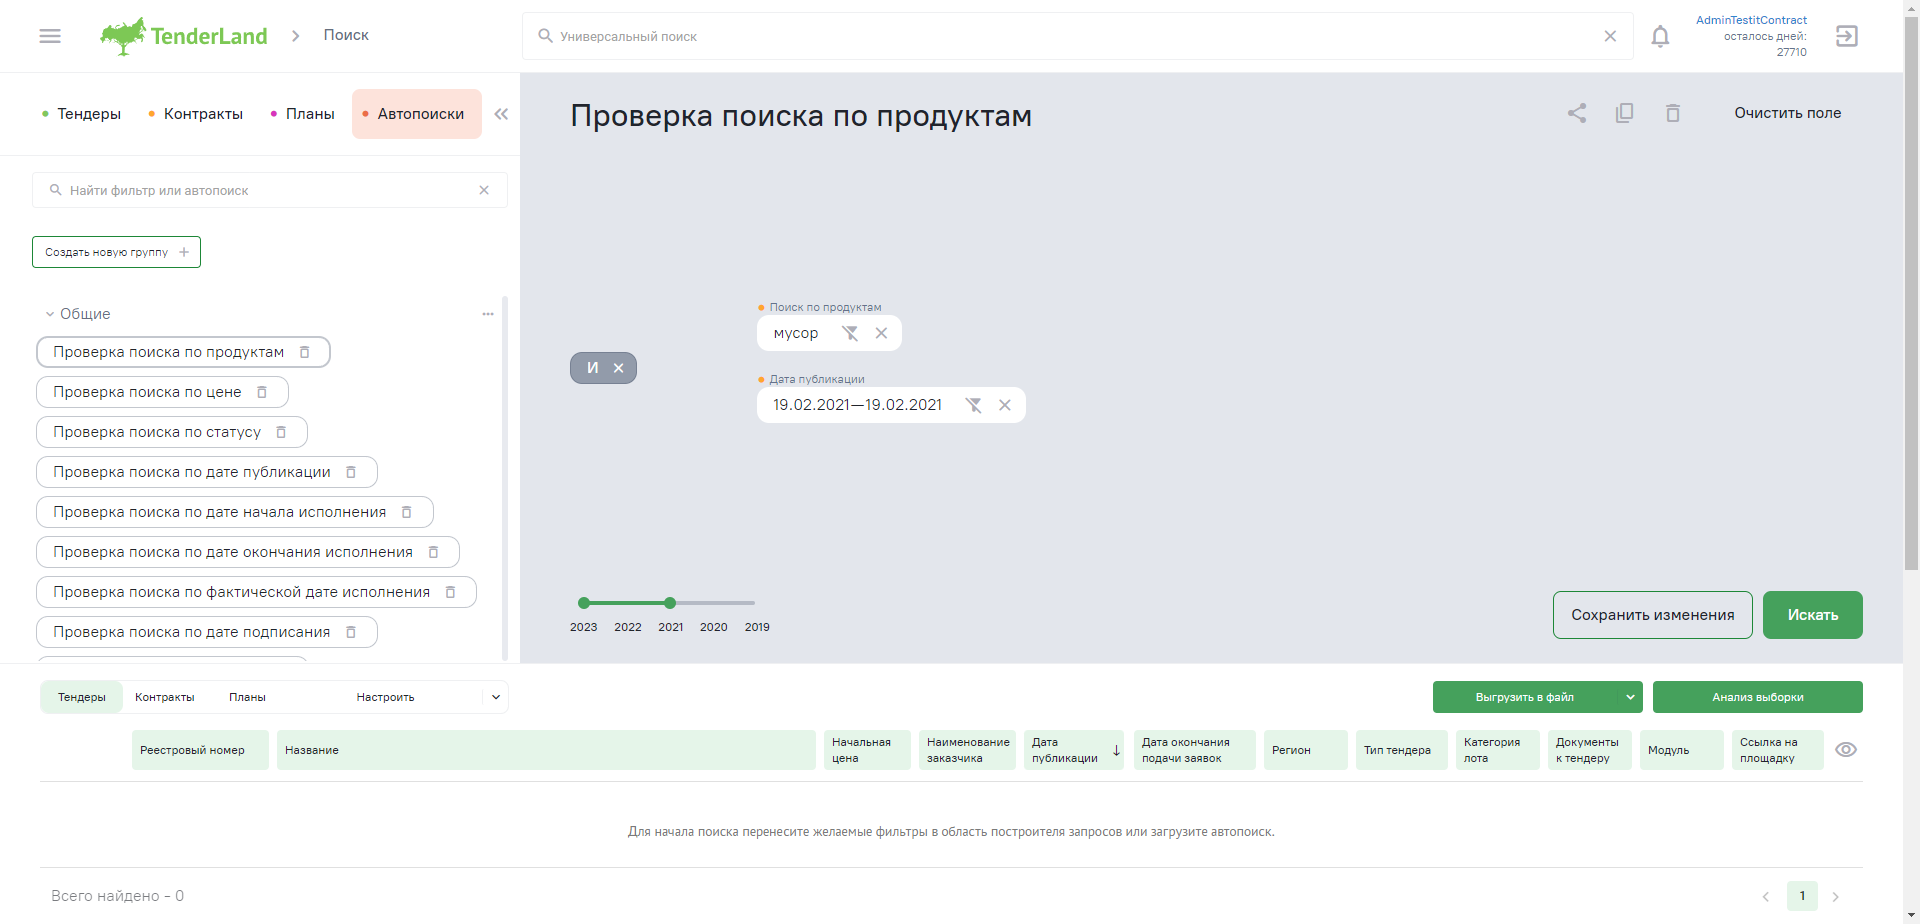 TenderLand
Поиск
Универсальный поиск
AdminTestitContract
осталось дней:
27710
Тендеры
Контракты
Планы
Автопоиски
Найти фильтр или автопоиск
Создать новую группу
Общие
Проверка поиска по продуктам
Проверка поиска по цене
Проверка поиска по статусу
Проверка поиска по дате публикации
Проверка поиска по дате начала исполнения
Проверка поиска по дате окончания исполнения
Проверка поиска по фактической дате исполнения
Проверка поиска по дате подписания
Проверка поиска по продуктам
Очистить поле
И
Поиск по продуктам
мусор
Дата публикации
19.02.2021—19.02.2021
2023 2022 2021 2020 2019
Сохранить изменения
Искать
Тендеры
Контракты
Планы
Настроить
Выгрузить в файл
Анализ выборки
Реестровый номер
Название
Начальная
цена
Наименование
заказчика
Дата
публикации
Дата окончания
подачи заявок
Регион
Тип тендера
Категория
лота
Документы
к тендеру
Модуль
Ссылка на
площадку
Для начала поиска перенесите желаемые фильтры в область построителя запросов или загрузите автопоиск.
Всего найдено - 0
1